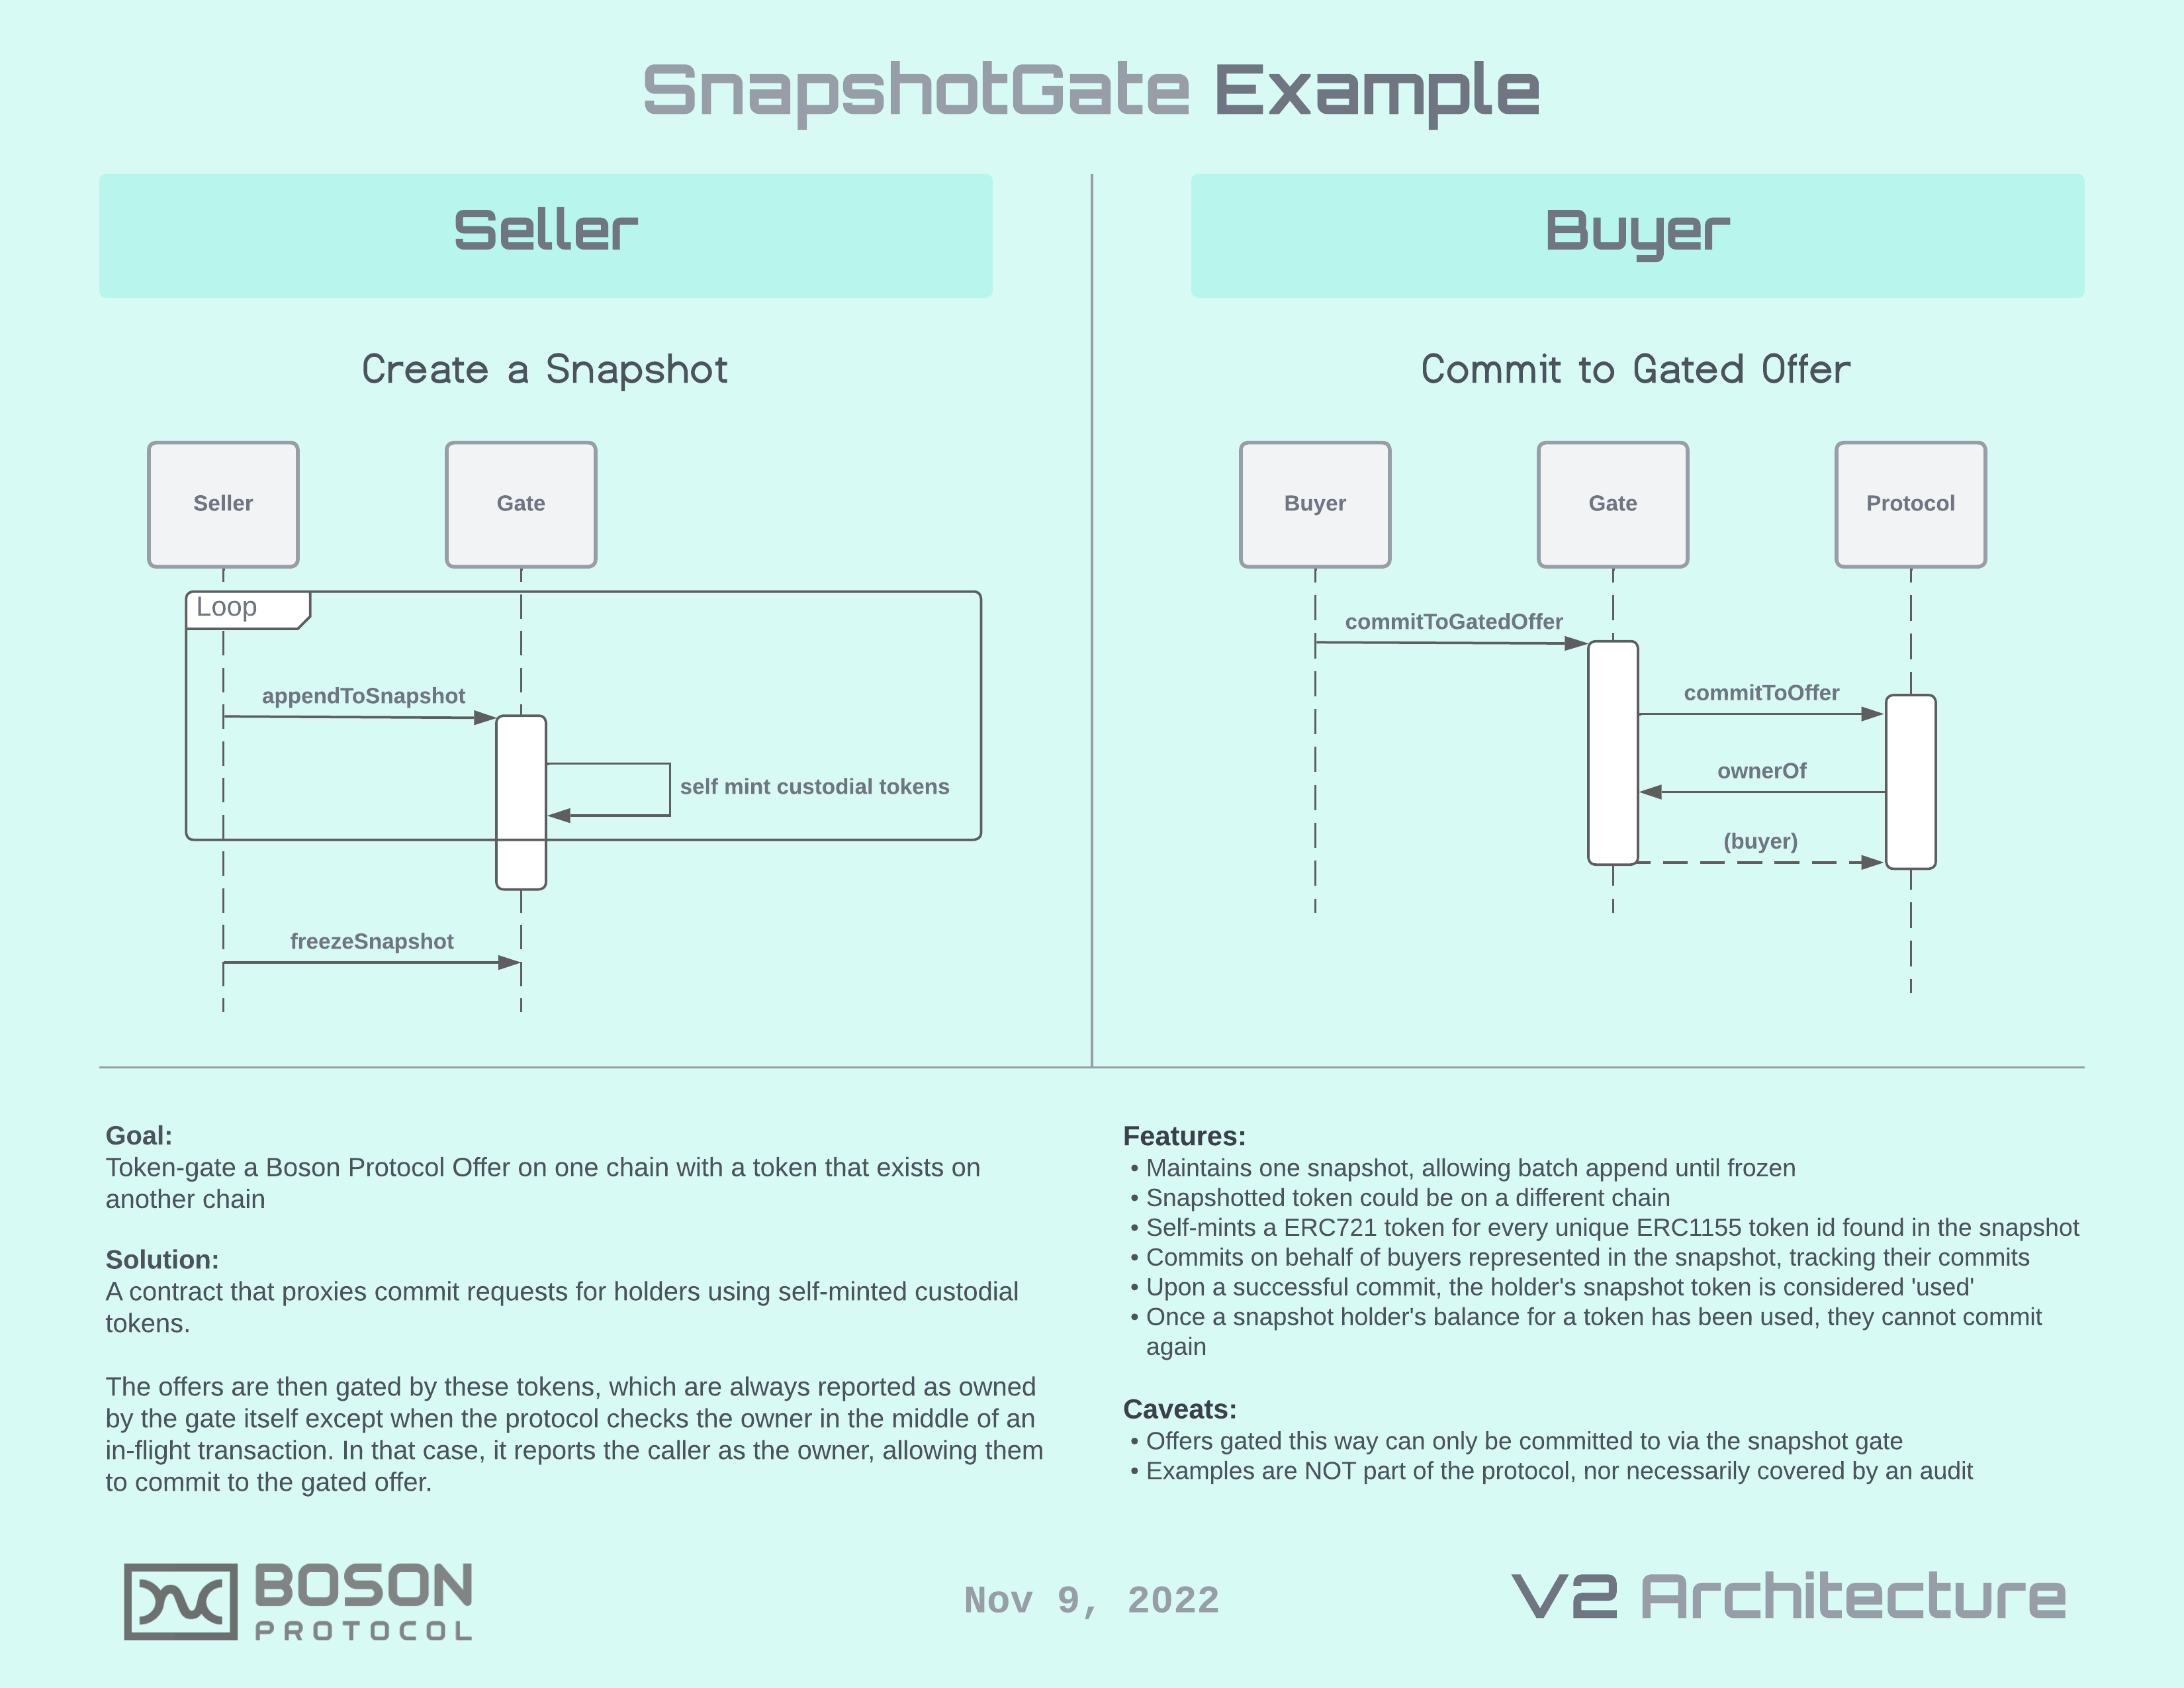 SnapshotGate Example
Seller
Create a Snapshot
Seller
Gate
Loop
appendToSnapshot
self mint custodial tokens
freezeSnapshot
Buyer
Commit to Gated Offer
Buyer
Gate
Protocol
commitToGatedOffer
commitToOffer
ownerOf
(buyer)
Goal:
Token-gate a Boson Protocol Offer on one chain with a token that exists on
another chain
Solution:
A contract that proxies commit requests for holders using self-minted custodial
tokens.
The offers are then gated by these tokens, which are always reported as owned
by the gate itself except when the protocol checks the owner in the middle of an
in-flight transaction. In that case, it reports the caller as the owner, allowing them
to commit to the gated offer.
Features:
• Maintains one snapshot, allowing batch append until frozen
• Snapshotted token could be on a different chain
• Self-mints a ERC721 token for every unique ERC1155 token id found in the snapshot
• Commits on behalf of buyers represented in the snapshot, tracking their commits
• Upon a successful commit, the holder's snapshot token is considered 'used'
• Once a snapshot holder's balance for a token has been used, they cannot commit
again
Caveats:
• Offers gated this way can only be committed to via the snapshot gate
• Examples are NOT part of the protocol, nor necessarily covered by an audit
BOSON
PROTOCOL
Nov 9, 2022
V2 Architecture